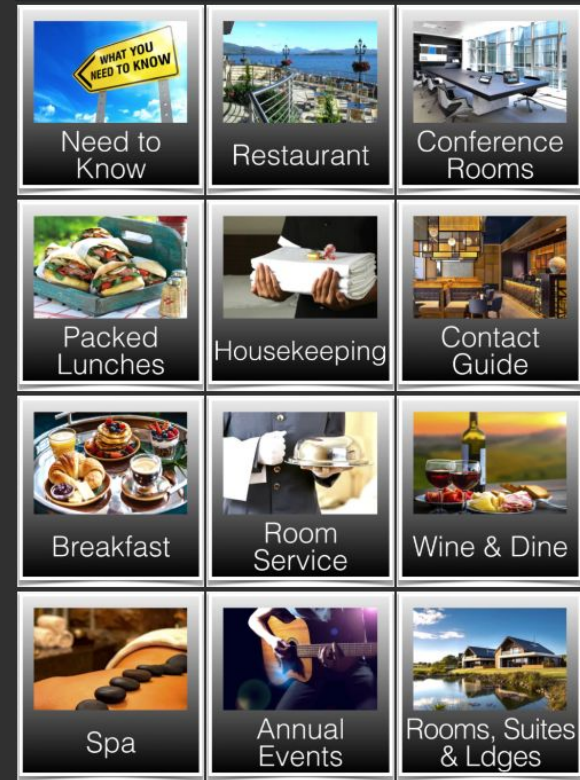 WHAT YOU
NEED TO KNOW
Need to
Know
Restaurant
Conference
Rooms
Packed
Lunches
Housekeeping
Contact
Guide
Breakfast
Room
Service
Wine & Dine
Spa
Annual
Events
Rooms, Suites
& Ldges